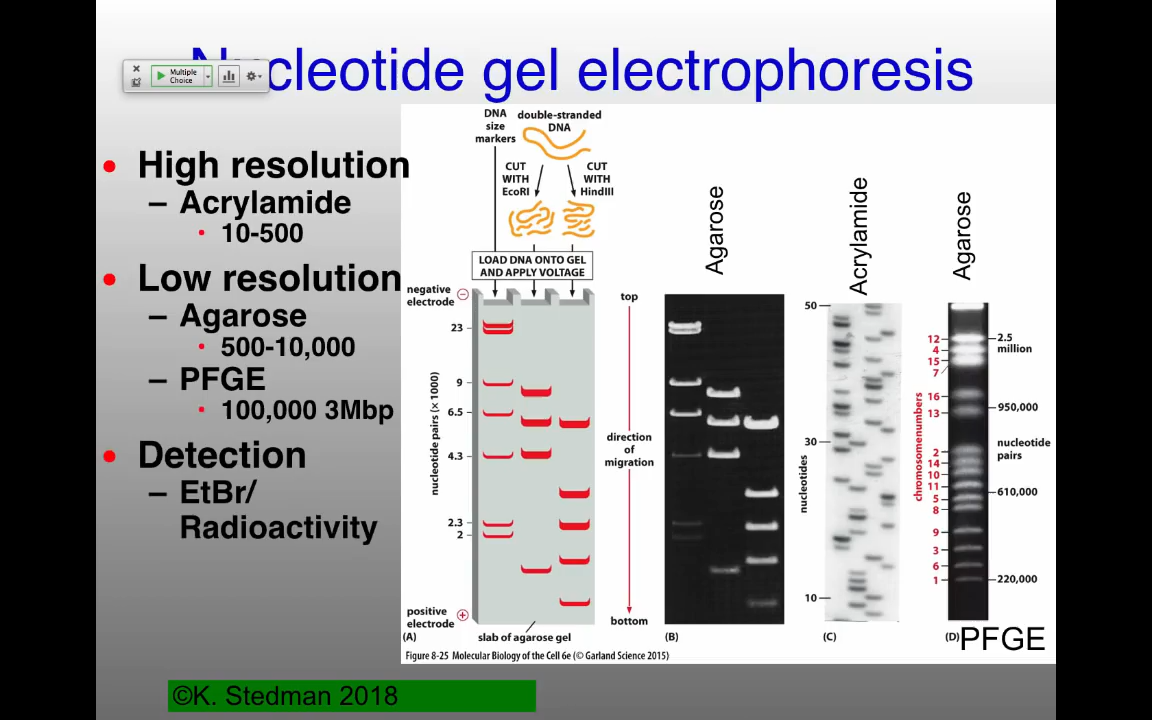 Nucleotide gel electrophoresis
Multiple
Choice
• High resolution
– Acrylamide
• 10-500
• Low resolution
– Agarose
• 500-10,000
– PFGE
• 100,000 3Mbp
• Detection
– EtBr/
Radioactivity
DNA
size
markers
double-stranded
DNA
CUT
WITH
EcoRI
CUT
WITH
HindIII
LOAD DNA ONTO GEL
AND APPLY VOLTAGE
negative
electrode
−
23
9
6.5
4.3
2.3
2
nucleotide pairs (× 1000)
positive
electrode
+
slab of agarose gel
(A)
top
direction
of
migration
bottom
Agarose
(B)
Acrylamide
50
30
10
nucleotides
(C)
Agarose
chromosomenumbers
12
4
15
7
16
13
2
14
10
11
5
8
9
3
6
1
2.5
million
950,000
nucleotide
pairs
610,000
220,000
(D)
PFGE
Figure 8-25 Molecular Biology of the Cell 6e (© Garland Science 2015)
©K. Stedman 2018